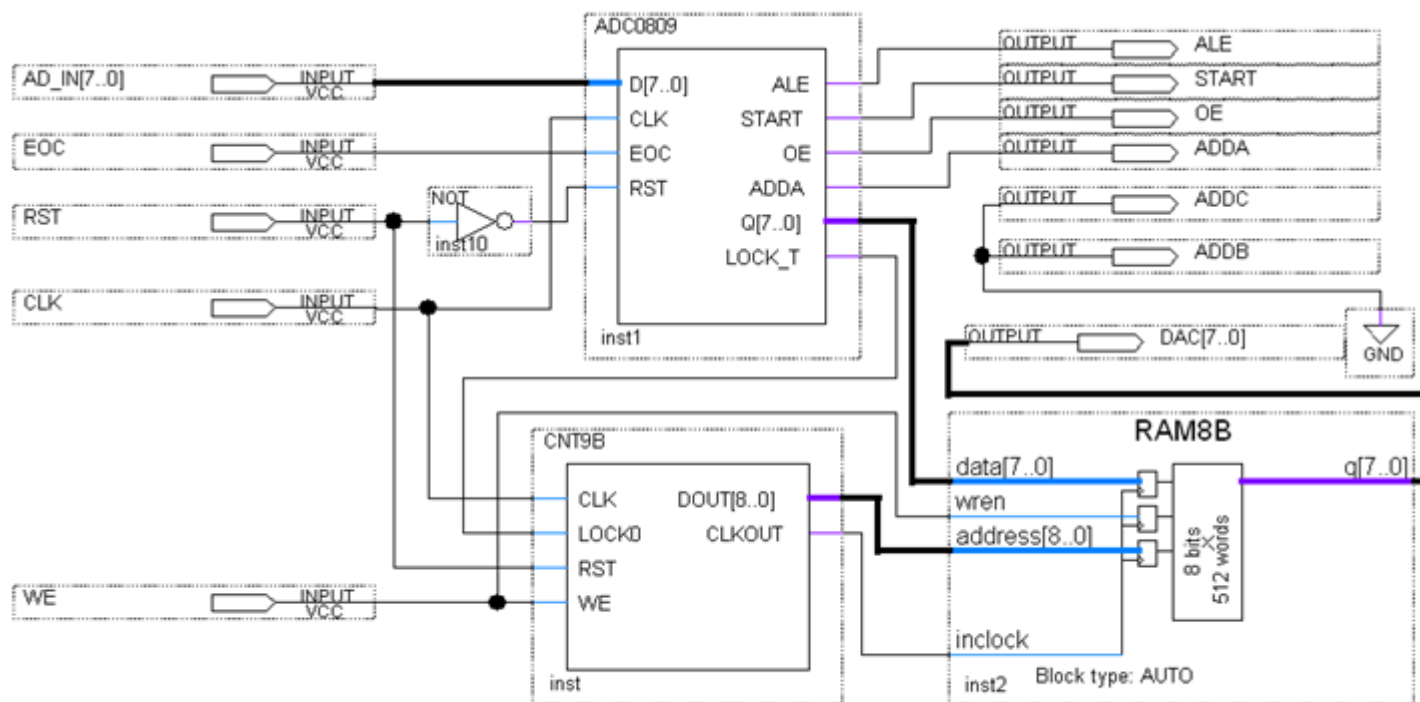 ADC0809
AD_IN[7..0] INPUT VCC
EOC INPUT VCC
RST INPUT VCC
CLK INPUT VCC
WE INPUT VCC
NOT
inst10
D[7..0] ALE
CLK START
EOC OE
RST ADDA
Q[7..0]
LOCK_T
inst1
OUTPUT ALE
OUTPUT START
OUTPUT OE
OUTPUT ADDA
OUTPUT ADDC
OUTPUT ADDB
OUTPUT DAC[7..0]
GND
CNT9B
CLK DOUT[8..0]
LOCK0 CLKOUT
RST
WE
inst
RAM8B
data[7..0] q[7..0]
wren
address[8..0]
8 bits
×
512 words
inclock
inst2 Block type: AUTO